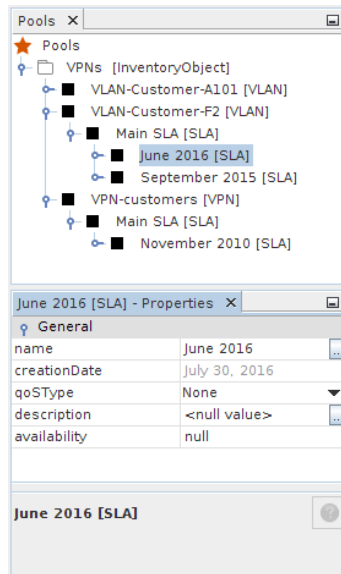 Pools
Pools
VPNs [InventoryObject]
VLAN-Customer-A101 [VLAN]
VLAN-Customer-F2 [VLAN]
Main SLA [SLA]
June 2016 [SLA]
September 2015 [SLA]
VPN-customers [VPN]
Main SLA [SLA]
November 2010 [SLA]
June 2016 [SLA] - Properties
General
name June 2016 ...
creationDate July 30, 2016
qoSType None
description <null value> ...
availability null
June 2016 [SLA] ?